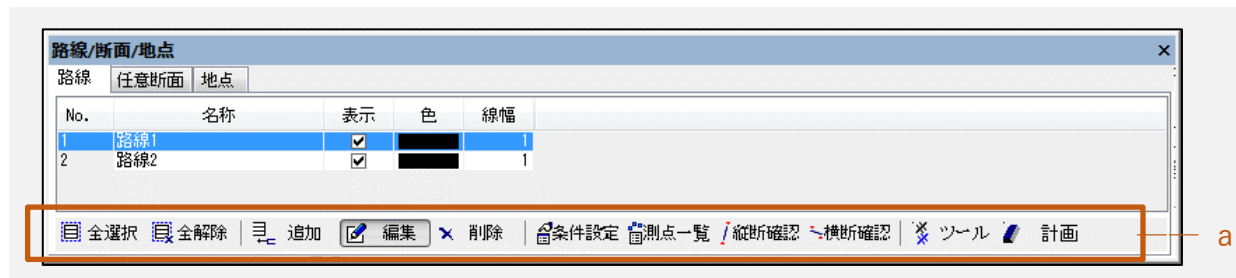 路線/断面/地点 ×
路線 任意断面 地点
No. 名称 表示 色 線幅
1 路線1 1
2 路線2 1
全選択 全解除 追加 編集 削除 条件設定 測点一覧 縦断確認 横断確認 ツール 計画 a